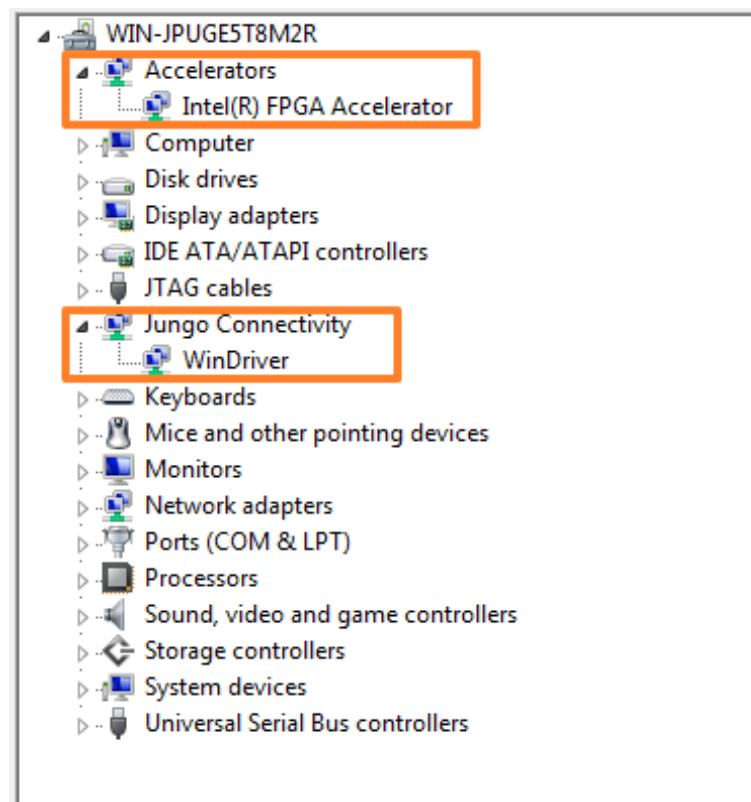 WIN-JPUGE5T8M2R
Accelerators
Intel(R) FPGA Accelerator
Computer
Disk drives
Display adapters
IDE ATA/ATAPI controllers
JTAG cables
Jungo Connectivity
WinDriver
Keyboards
Mice and other pointing devices
Monitors
Network adapters
Ports (COM & LPT)
Processors
Sound, video and game controllers
Storage controllers
System devices
Universal Serial Bus controllers